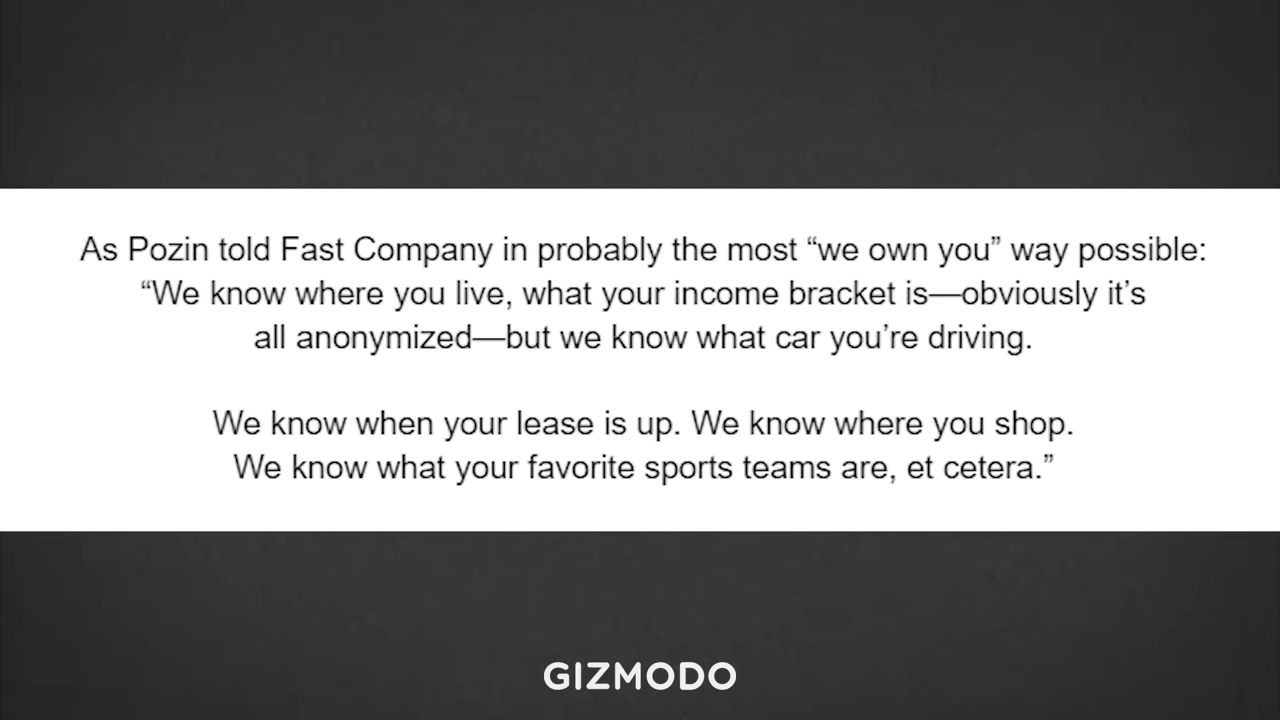 As Pozin told Fast Company in probably the most “we own you” way possible:
“We know where you live, what your income bracket is—obviously it’s
all anonymized—but we know what car you’re driving.
We know when your lease is up. We know where you shop.
We know what your favorite sports teams are, et cetera.”
GIZMODO